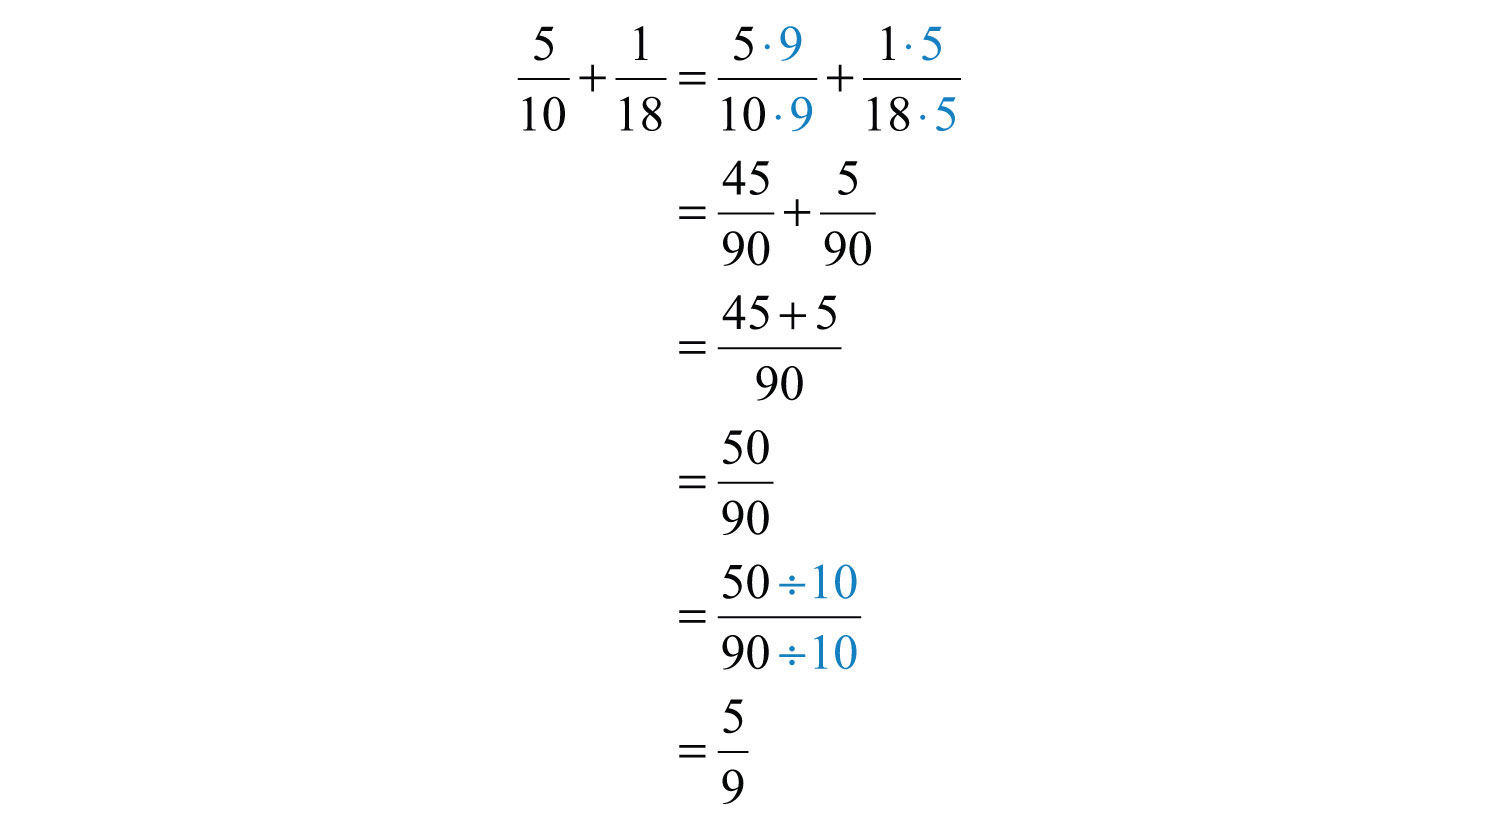 5/10 + 1/18 = 5 · 9/10 · 9 + 1 · 5/18 · 5
= 45/90 + 5/90
= 45 + 5/90
= 50/90
= 50 ÷ 10/90 ÷ 10
= 5/9